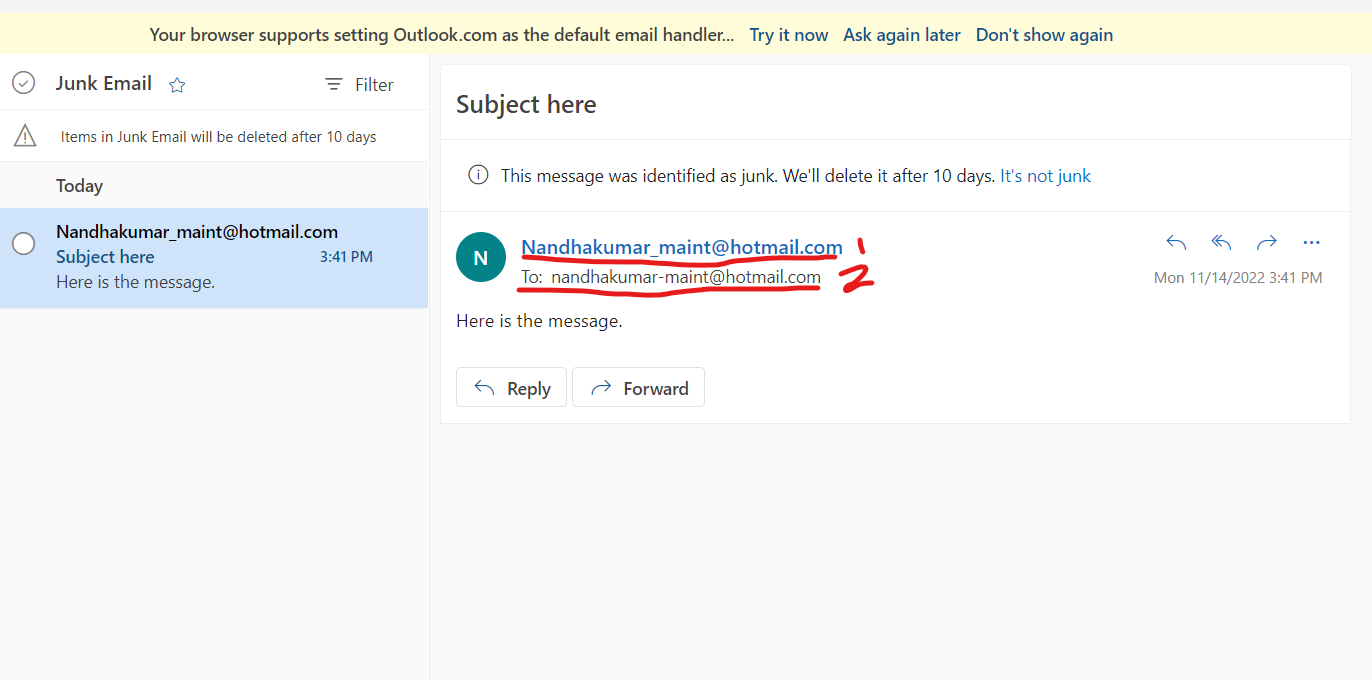 Your browser supports setting Outlook.com as the default email handler... Try it now Ask again later Don't show again
Junk Email Filter
Items in Junk Email will be deleted after 10 days
Today
Nandhakumar_maint@hotmail.com
Subject here 3:41 PM
Here is the message.
Subject here
This message was identified as junk. We'll delete it after 10 days. It's not junk
N
Nandhakumar_maint@hotmail.com 1
To: nandhakumar-maint@hotmail.com 2
Mon 11/14/2022 3:41 PM
Here is the message.
Reply Forward